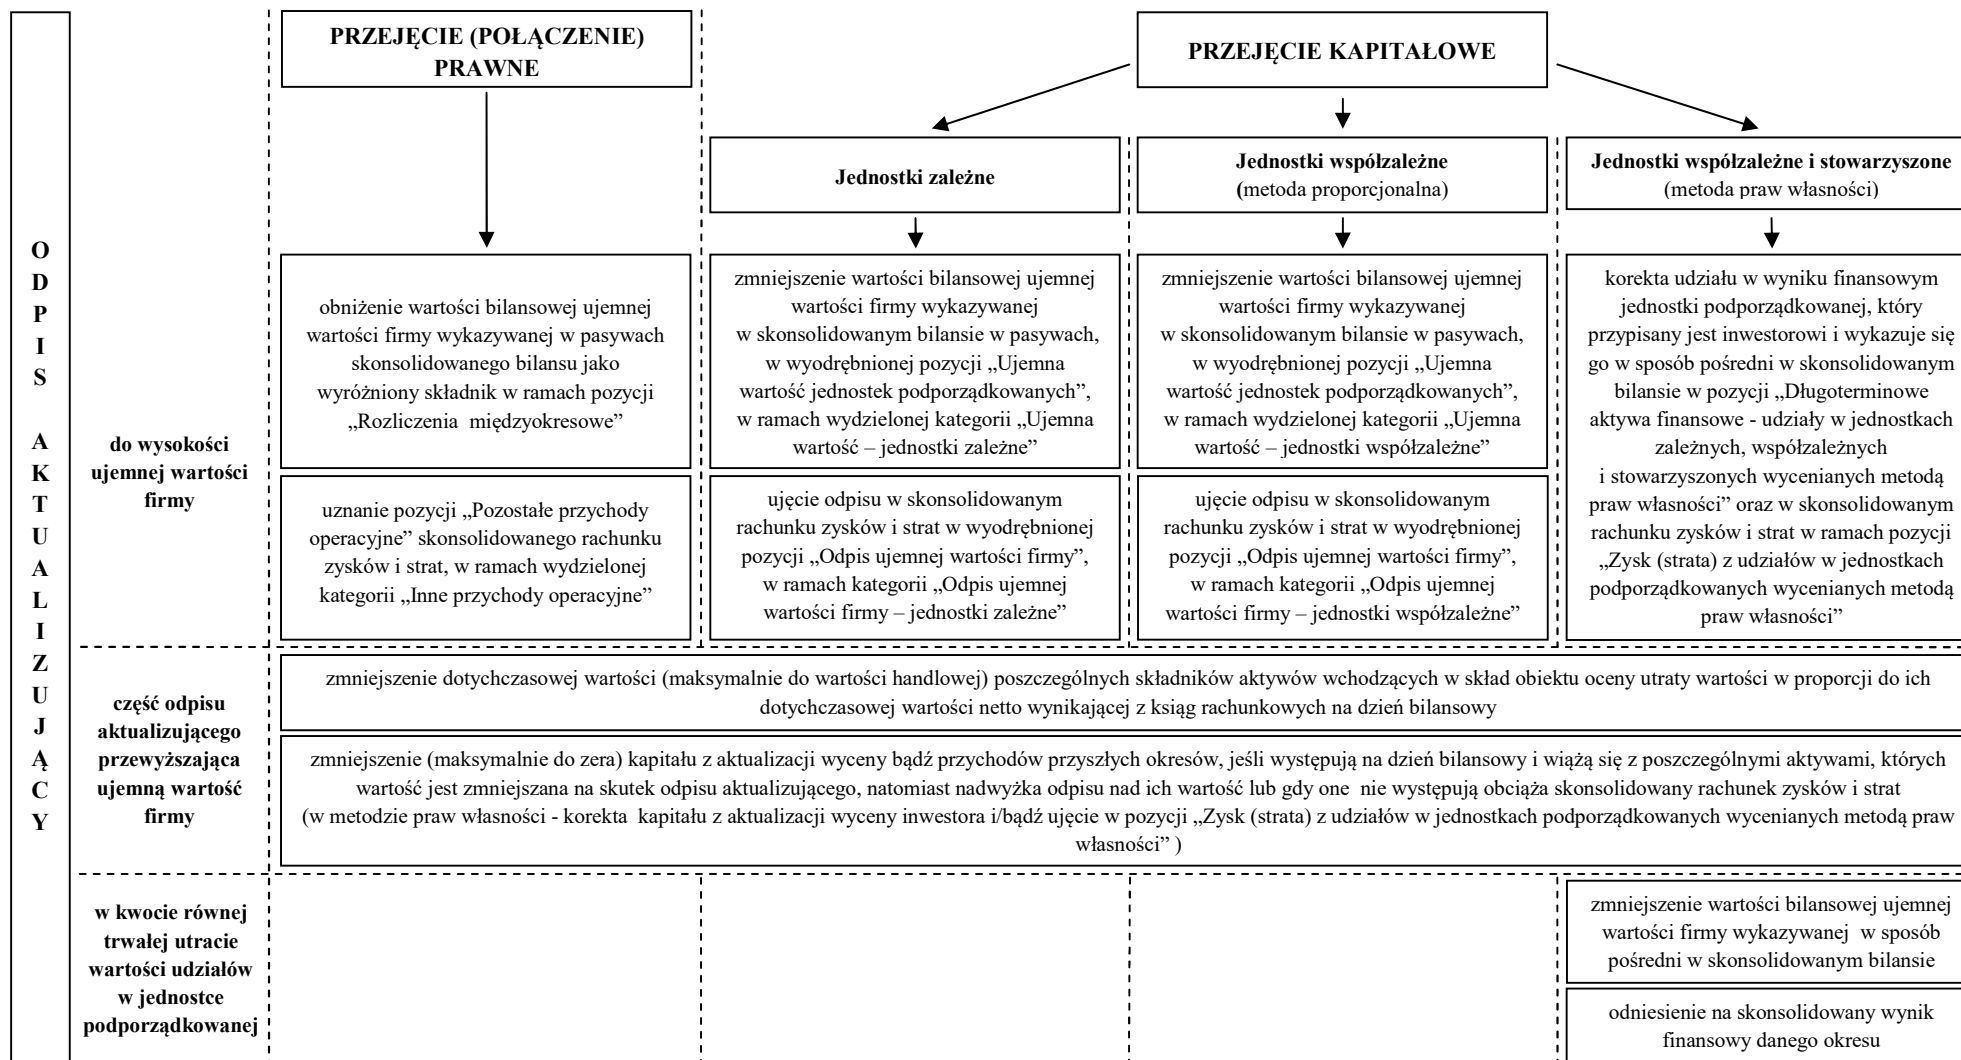 ODPIS AKTUALIZUJĄCY
PRZEJĘCIE (POŁĄCZENIE)
PRAWNE
PRZEJĘCIE KAPITAŁOWE
Jednostki zależne
Jednostki współzależne
(metoda proporcjonalna)
Jednostki współzależne i stowarzyszone
(metoda praw własności)
do wysokości
ujemnej wartości
firmy
obniżenie wartości bilansowej ujemnej
wartości firmy wykazywanej w pasywach
skonsolidowanego bilansu jako
wyróżniony składnik w ramach pozycji
„Rozliczenia międzyokresowe”
uznanie pozycji „Pozostałe przychody
operacyjne” skonsolidowanego rachunku
zysków i strat, w ramach wydzielonej
kategorii „Inne przychody operacyjne”
zmniejszenie wartości bilansowej ujemnej
wartości firmy wykazywanej
w skonsolidowanym bilansie w pasywach,
w wyodrębnionej pozycji „Ujemna
wartość jednostek podporządkowanych”,
w ramach wydzielonej kategorii „Ujemna
wartość – jednostki zależne”
ujęcie odpisu w skonsolidowanym
rachunku zysków i strat w wyodrębnionej
pozycji „Odpis ujemnej wartości firmy”,
w ramach kategorii „Odpis ujemnej
wartości firmy – jednostki zależne”
zmniejszenie wartości bilansowej ujemnej
wartości firmy wykazywanej
w skonsolidowanym bilansie w pasywach,
w wyodrębnionej pozycji „Ujemna
wartość jednostek podporządkowanych”,
w ramach wydzielonej kategorii „Ujemna
wartość – jednostki współzależne”
ujęcie odpisu w skonsolidowanym
rachunku zysków i strat w wyodrębnionej
pozycji „Odpis ujemnej wartości firmy”,
w ramach kategorii „Odpis ujemnej
wartości firmy – jednostki współzależne”
korekta udziału w wyniku finansowym
jednostki podporządkowanej, który
przypisany jest inwestorowi i wykazuje się
go w sposób pośredni w skonsolidowanym
bilansie w pozycji „Długoterminowe
aktywa finansowe - udziały w jednostkach
zależnych, współzależnych
i stowarzyszonych wycenianych metodą
praw własności” oraz w skonsolidowanym
rachunku zysków i strat w ramach pozycji
„Zysk (strata) z udziałów w jednostkach
podporządkowanych wycenianych metodą
praw własności”
część odpisu
aktualizującego
przewyższająca
ujemną wartość
firmy
zmniejszenie dotychczasowej wartości (maksymalnie do wartości handlowej) poszczególnych składników aktywów wchodzących w skład obiektu oceny utraty wartości w proporcji do ich
dotychczasowej wartości netto wynikającej z ksiąg rachunkowych na dzień bilansowy
zmniejszenie (maksymalnie do zera) kapitału z aktualizacji wyceny bądź przychodów przyszłych okresów, jeśli występują na dzień bilansowy i wiążą się z poszczególnymi aktywami, których
wartość jest zmniejszana na skutek odpisu aktualizującego, natomiast nadwyżka odpisu nad ich wartość lub gdy one nie występują obciąża skonsolidowany rachunek zysków i strat
(w metodzie praw własności - korekta kapitału z aktualizacji wyceny inwestora i/bądź ujęcie w pozycji „Zysk (strata) z udziałów w jednostkach podporządkowanych wycenianych metodą praw
własności” )
w kwocie równej
trwałej utracie
wartości udziałów
w jednostce
podporządkowanej
zmniejszenie wartości bilansowej ujemnej
wartości firmy wykazywanej w sposób
pośredni w skonsolidowanym bilansie
odniesienie na skonsolidowany wynik
finansowy danego okresu